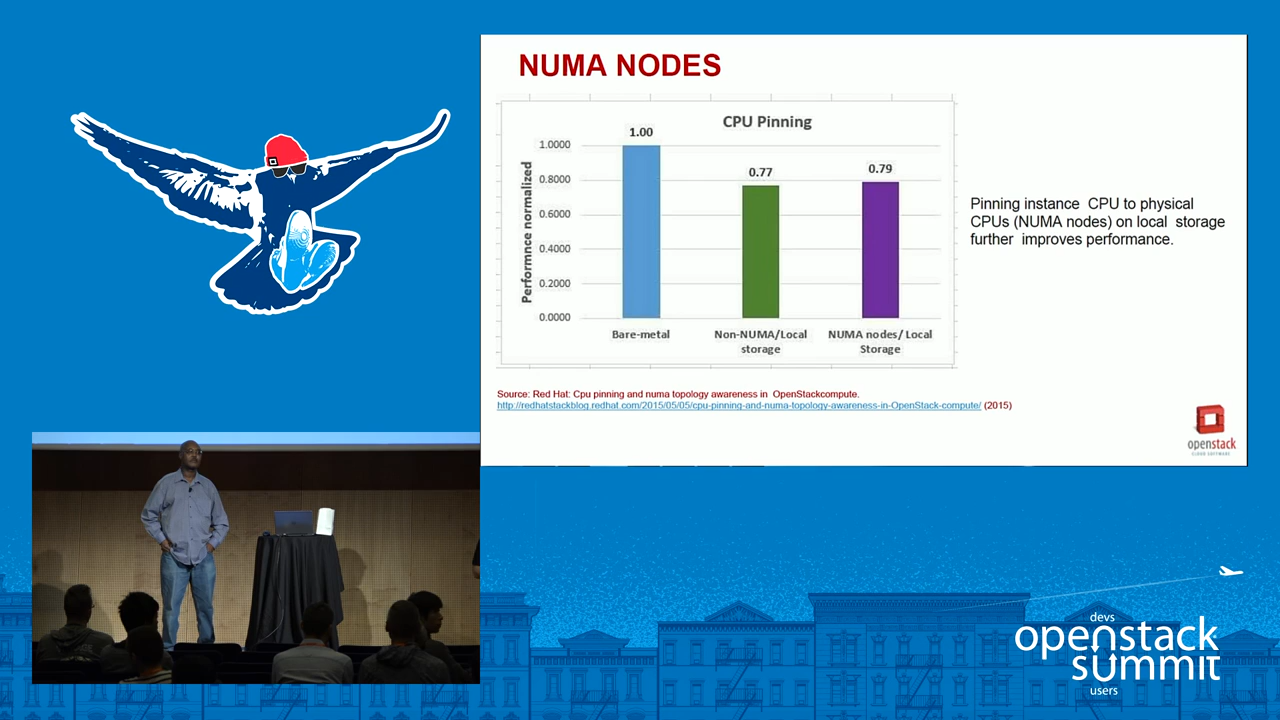 NUMA NODES
CPU Pinning
Performnce normalized
1.0000
0.8000
0.6000
0.4000
0.2000
0.0000
1.00
0.77
0.79
Bare-metal
Non-NUMA/Local
storage
NUMA nodes/ Local
Storage
Pinning instance CPU to physical
CPUs (NUMA nodes) on local storage
further improves performance.
Source: Red Hat: Cpu pinning and numa topology awareness in OpenStackcompute.
http://redhatstackblog.redhat.com/2015/05/05/cpu-pinning-and-numa-topology-awareness-in-OpenStack-compute/ (2015)
openstack
CLOUD SOFTWARE
devs
openstack
summit
users